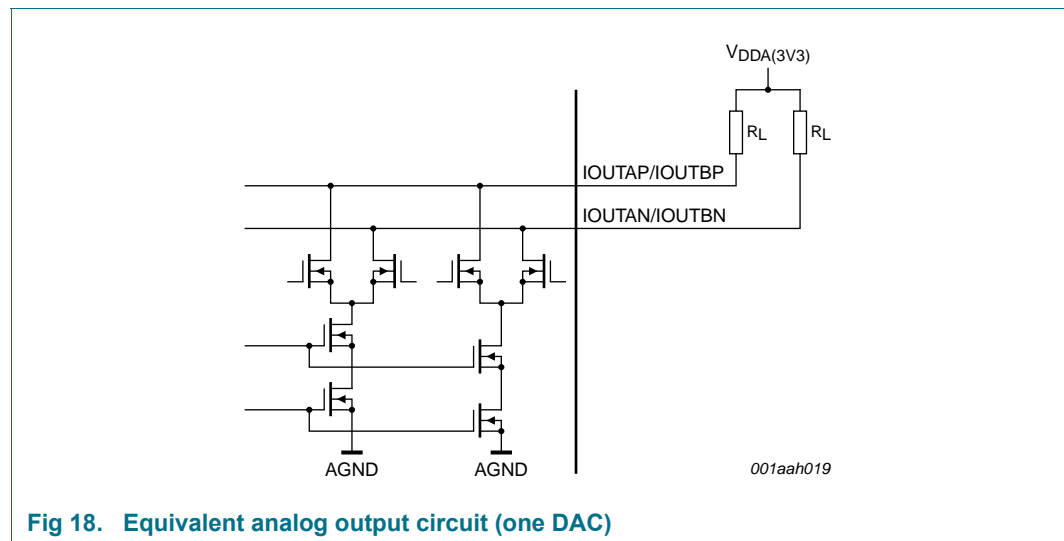 VDDA(3V3)
RL RL
IOUTAP/IOUTBP
IOUTAN/IOUTBN
AGND AGND
001aah019
Fig 18. Equivalent analog output circuit (one DAC)